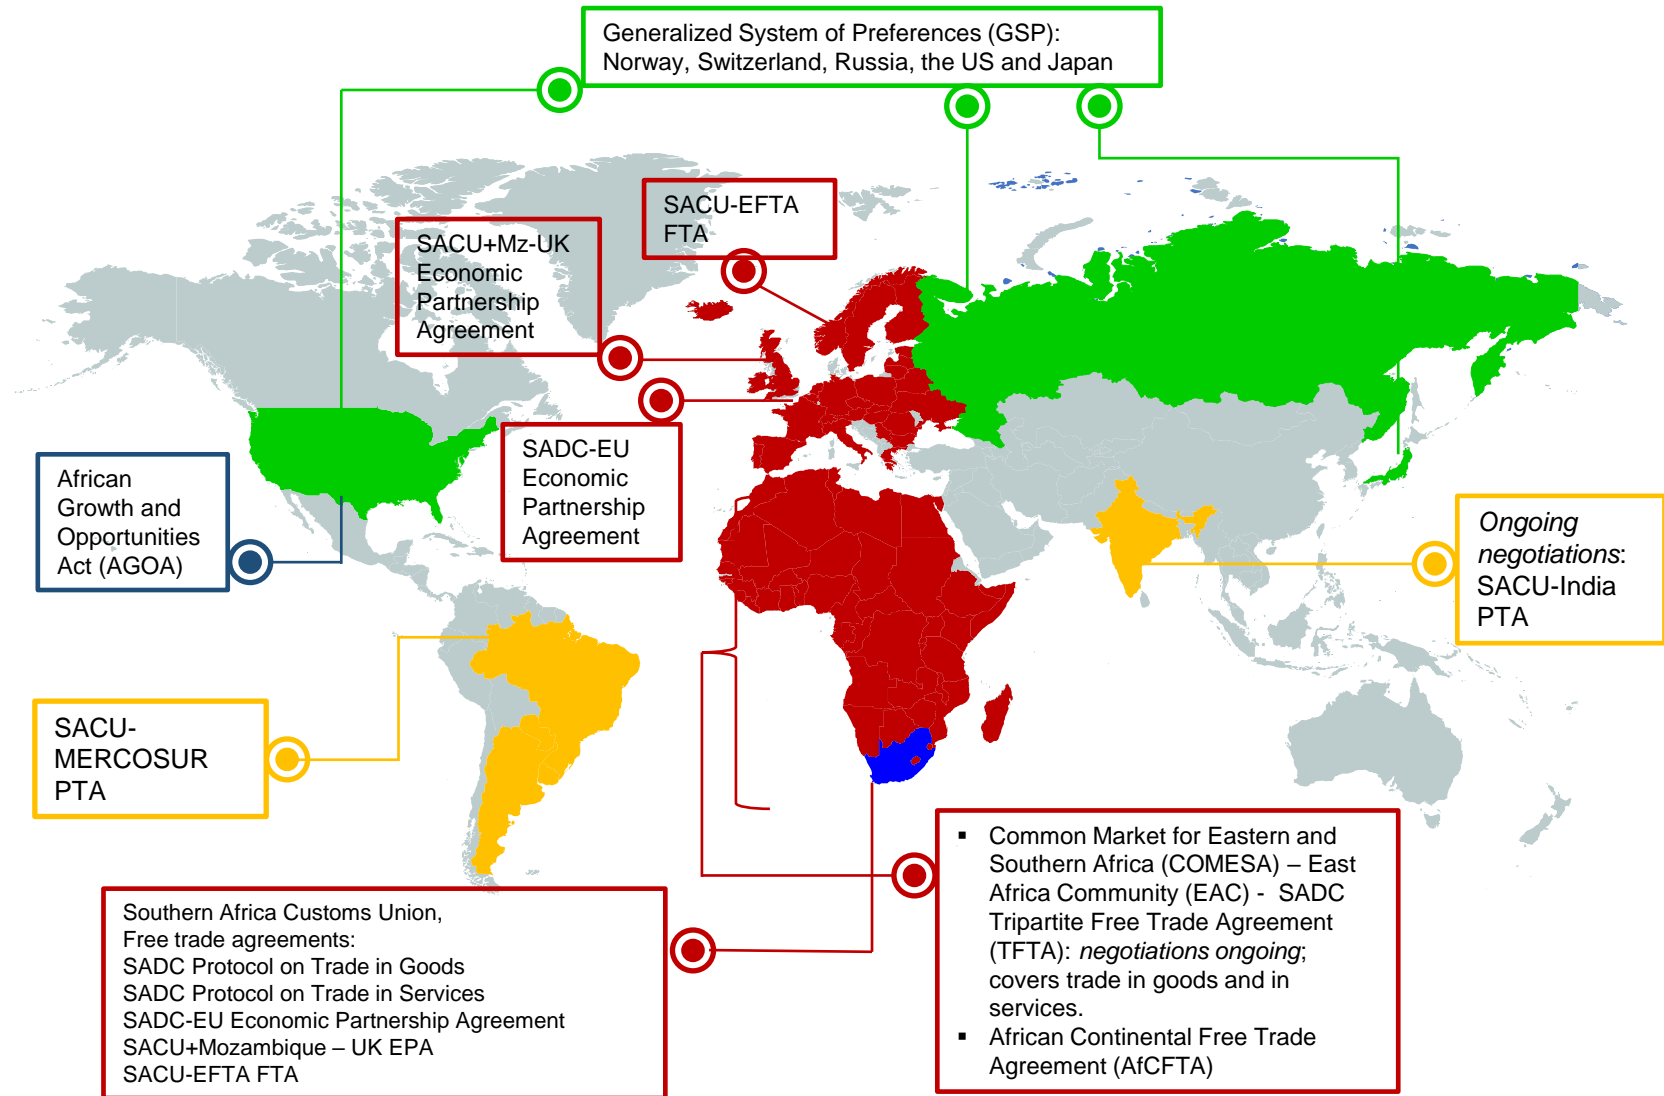 Generalized System of Preferences (GSP):
Norway, Switzerland, Russia, the US and Japan
SACU-EFTA
FTA
SACU+Mz-UK
Economic
Partnership
Agreement
SADC-EU
Economic
Partnership
Agreement
African
Growth and
Opportunities
Act (AGOA)
Ongoing
negotiations:
SACU-India
PTA
SACU-
MERCOSUR
PTA
Southern Africa Customs Union,
Free trade agreements:
SADC Protocol on Trade in Goods
SADC Protocol on Trade in Services
SADC-EU Economic Partnership Agreement
SACU+Mozambique – UK EPA
SACU-EFTA FTA
▪ Common Market for Eastern and
Southern Africa (COMESA) – East
Africa Community (EAC) - SADC
Tripartite Free Trade Agreement
(TFTA): negotiations ongoing;
covers trade in goods and in
services.
▪ African Continental Free Trade
Agreement (AfCFTA)